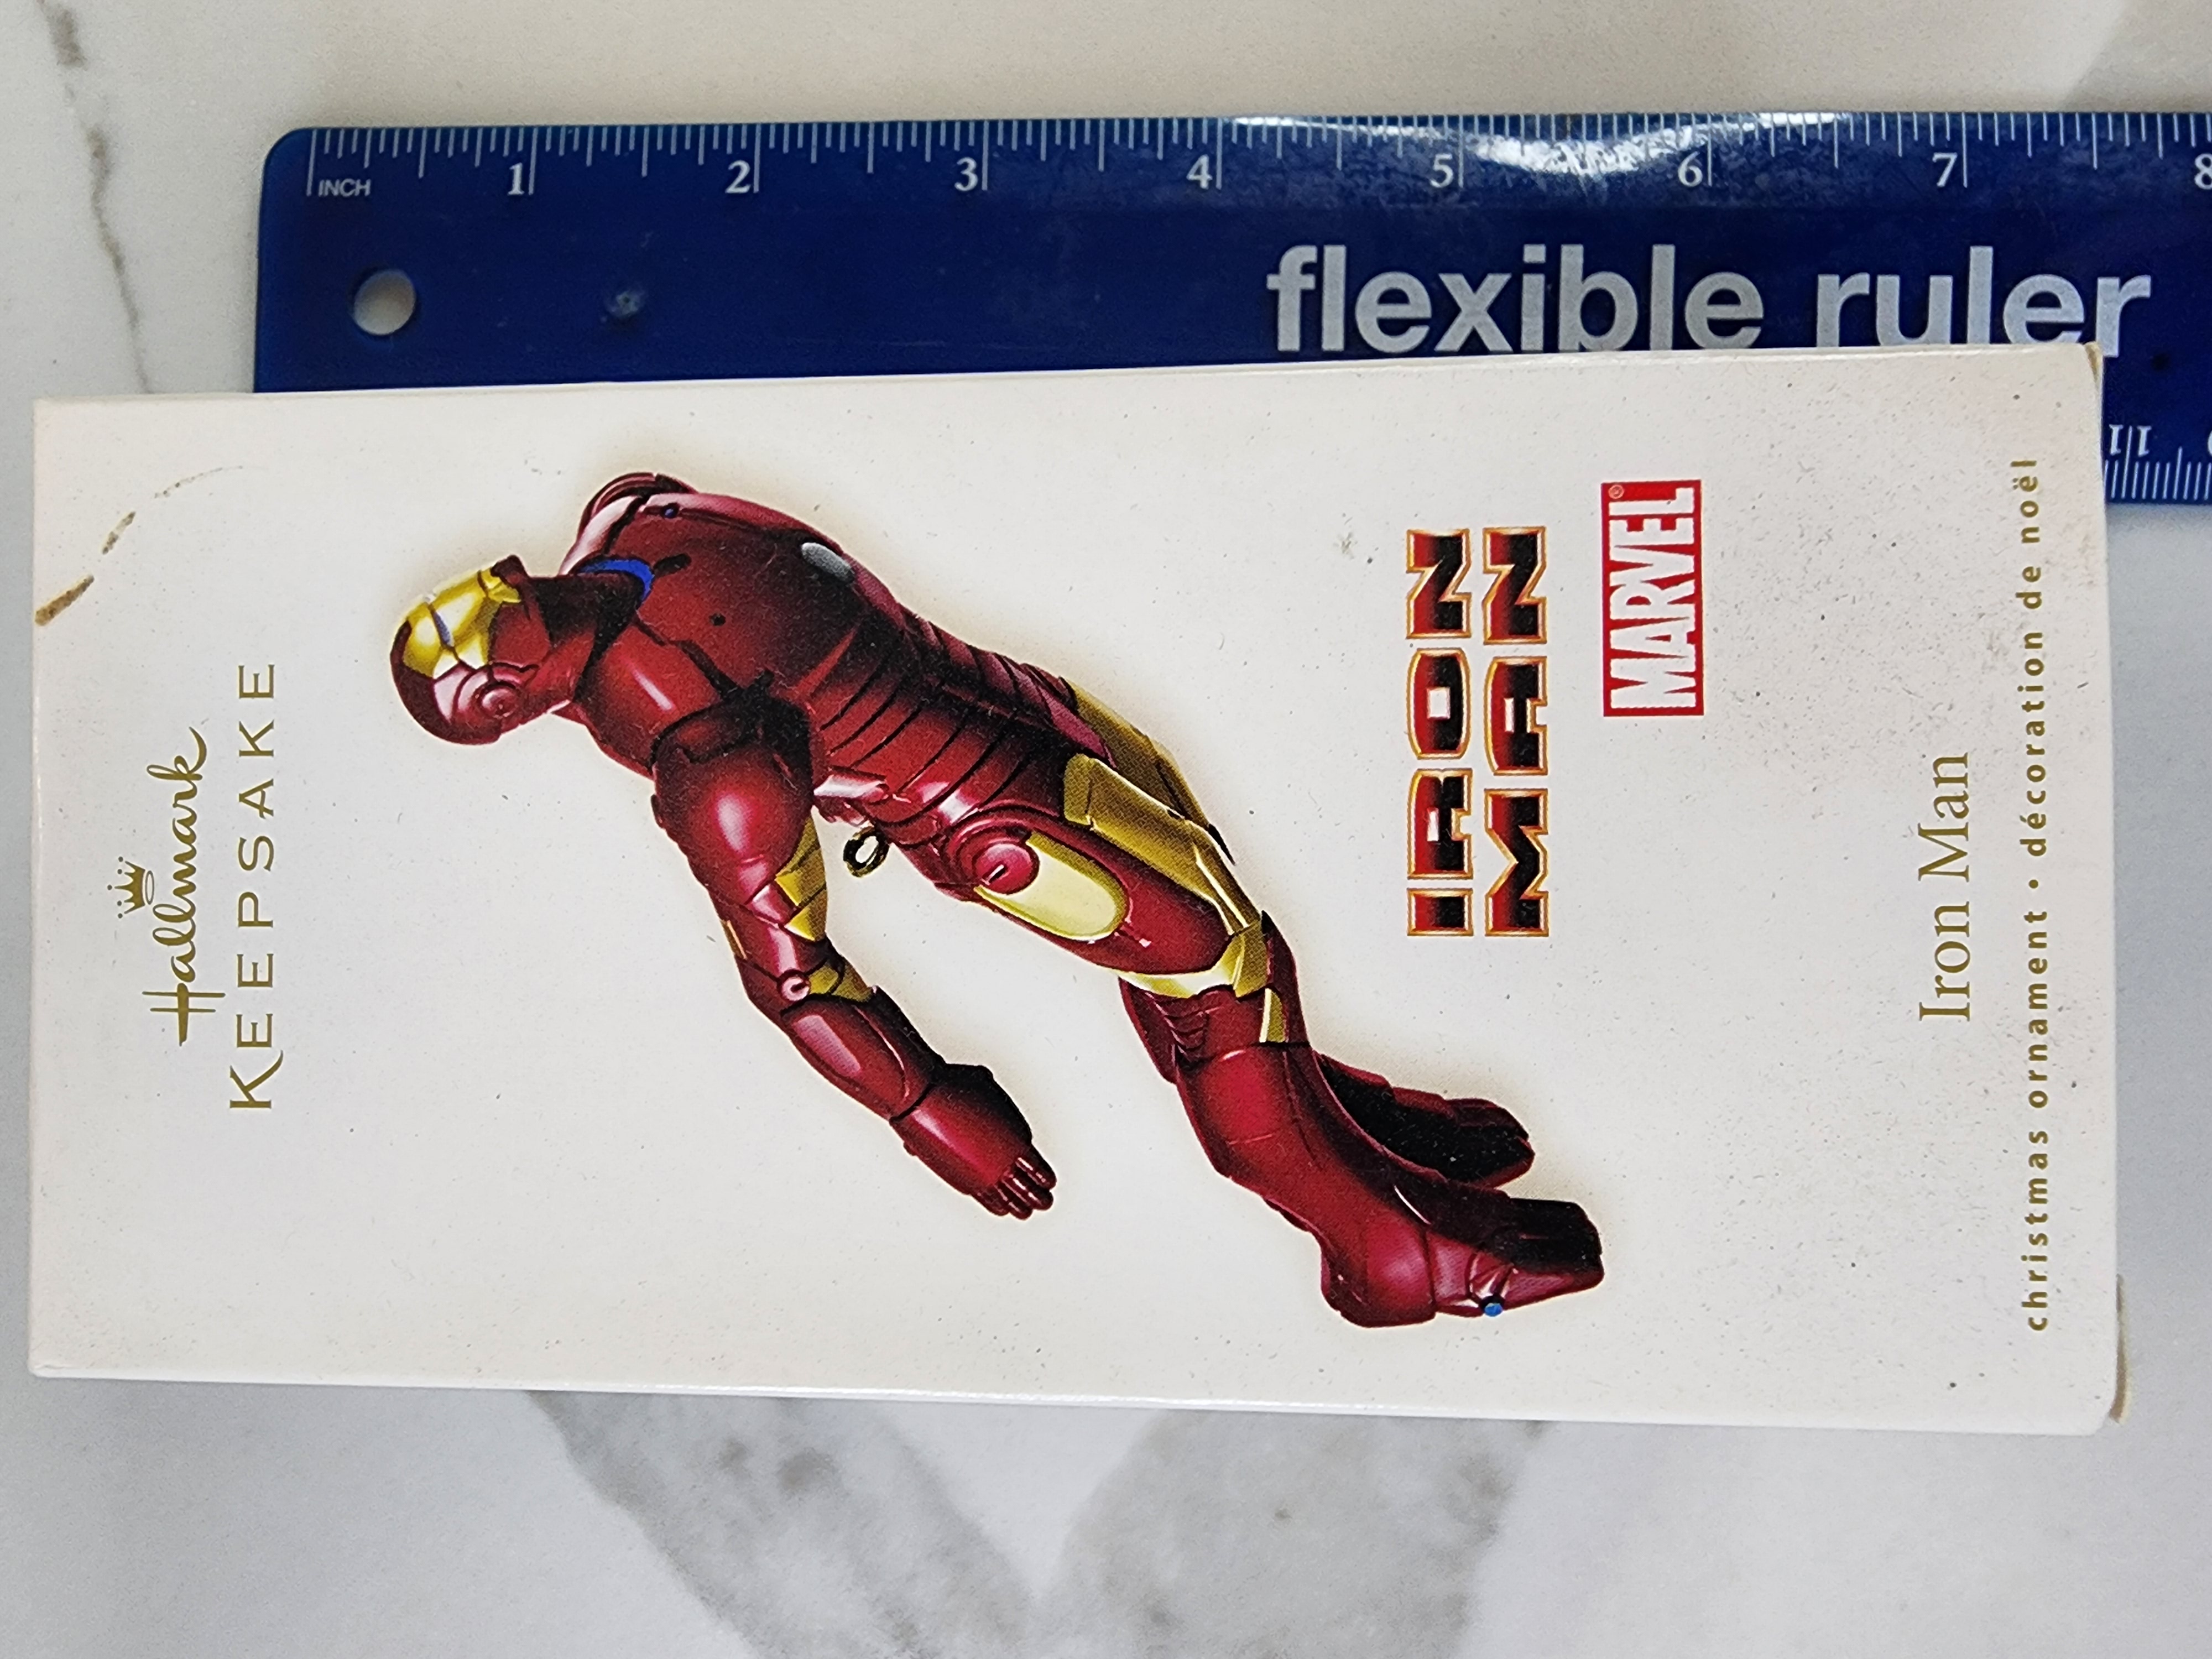 INCH 1 2 3 4 5 6 7 8
flexible ruler
11
Hallmark
KEEPSAKE
IRON
MAN
MARVEL®
Iron Man
christmas ornament • décoration de noël